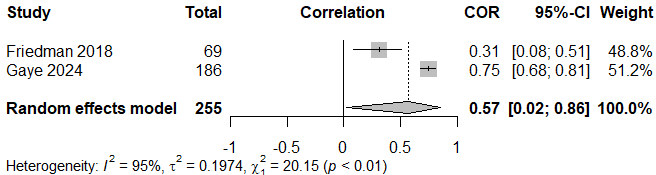 Study Total Correlation COR 95%-CI Weight
Friedman 2018 69 0.31 [0.08; 0.51] 48.8%
Gaye 2024 186 0.75 [0.68; 0.81] 51.2%
Random effects model 255 0.57 [0.02; 0.86] 100.0%
-1 -0.5 0 0.5 1
Heterogeneity: I² = 95%, τ² = 0.1974, χ²₁ = 20.15 (p < 0.01)